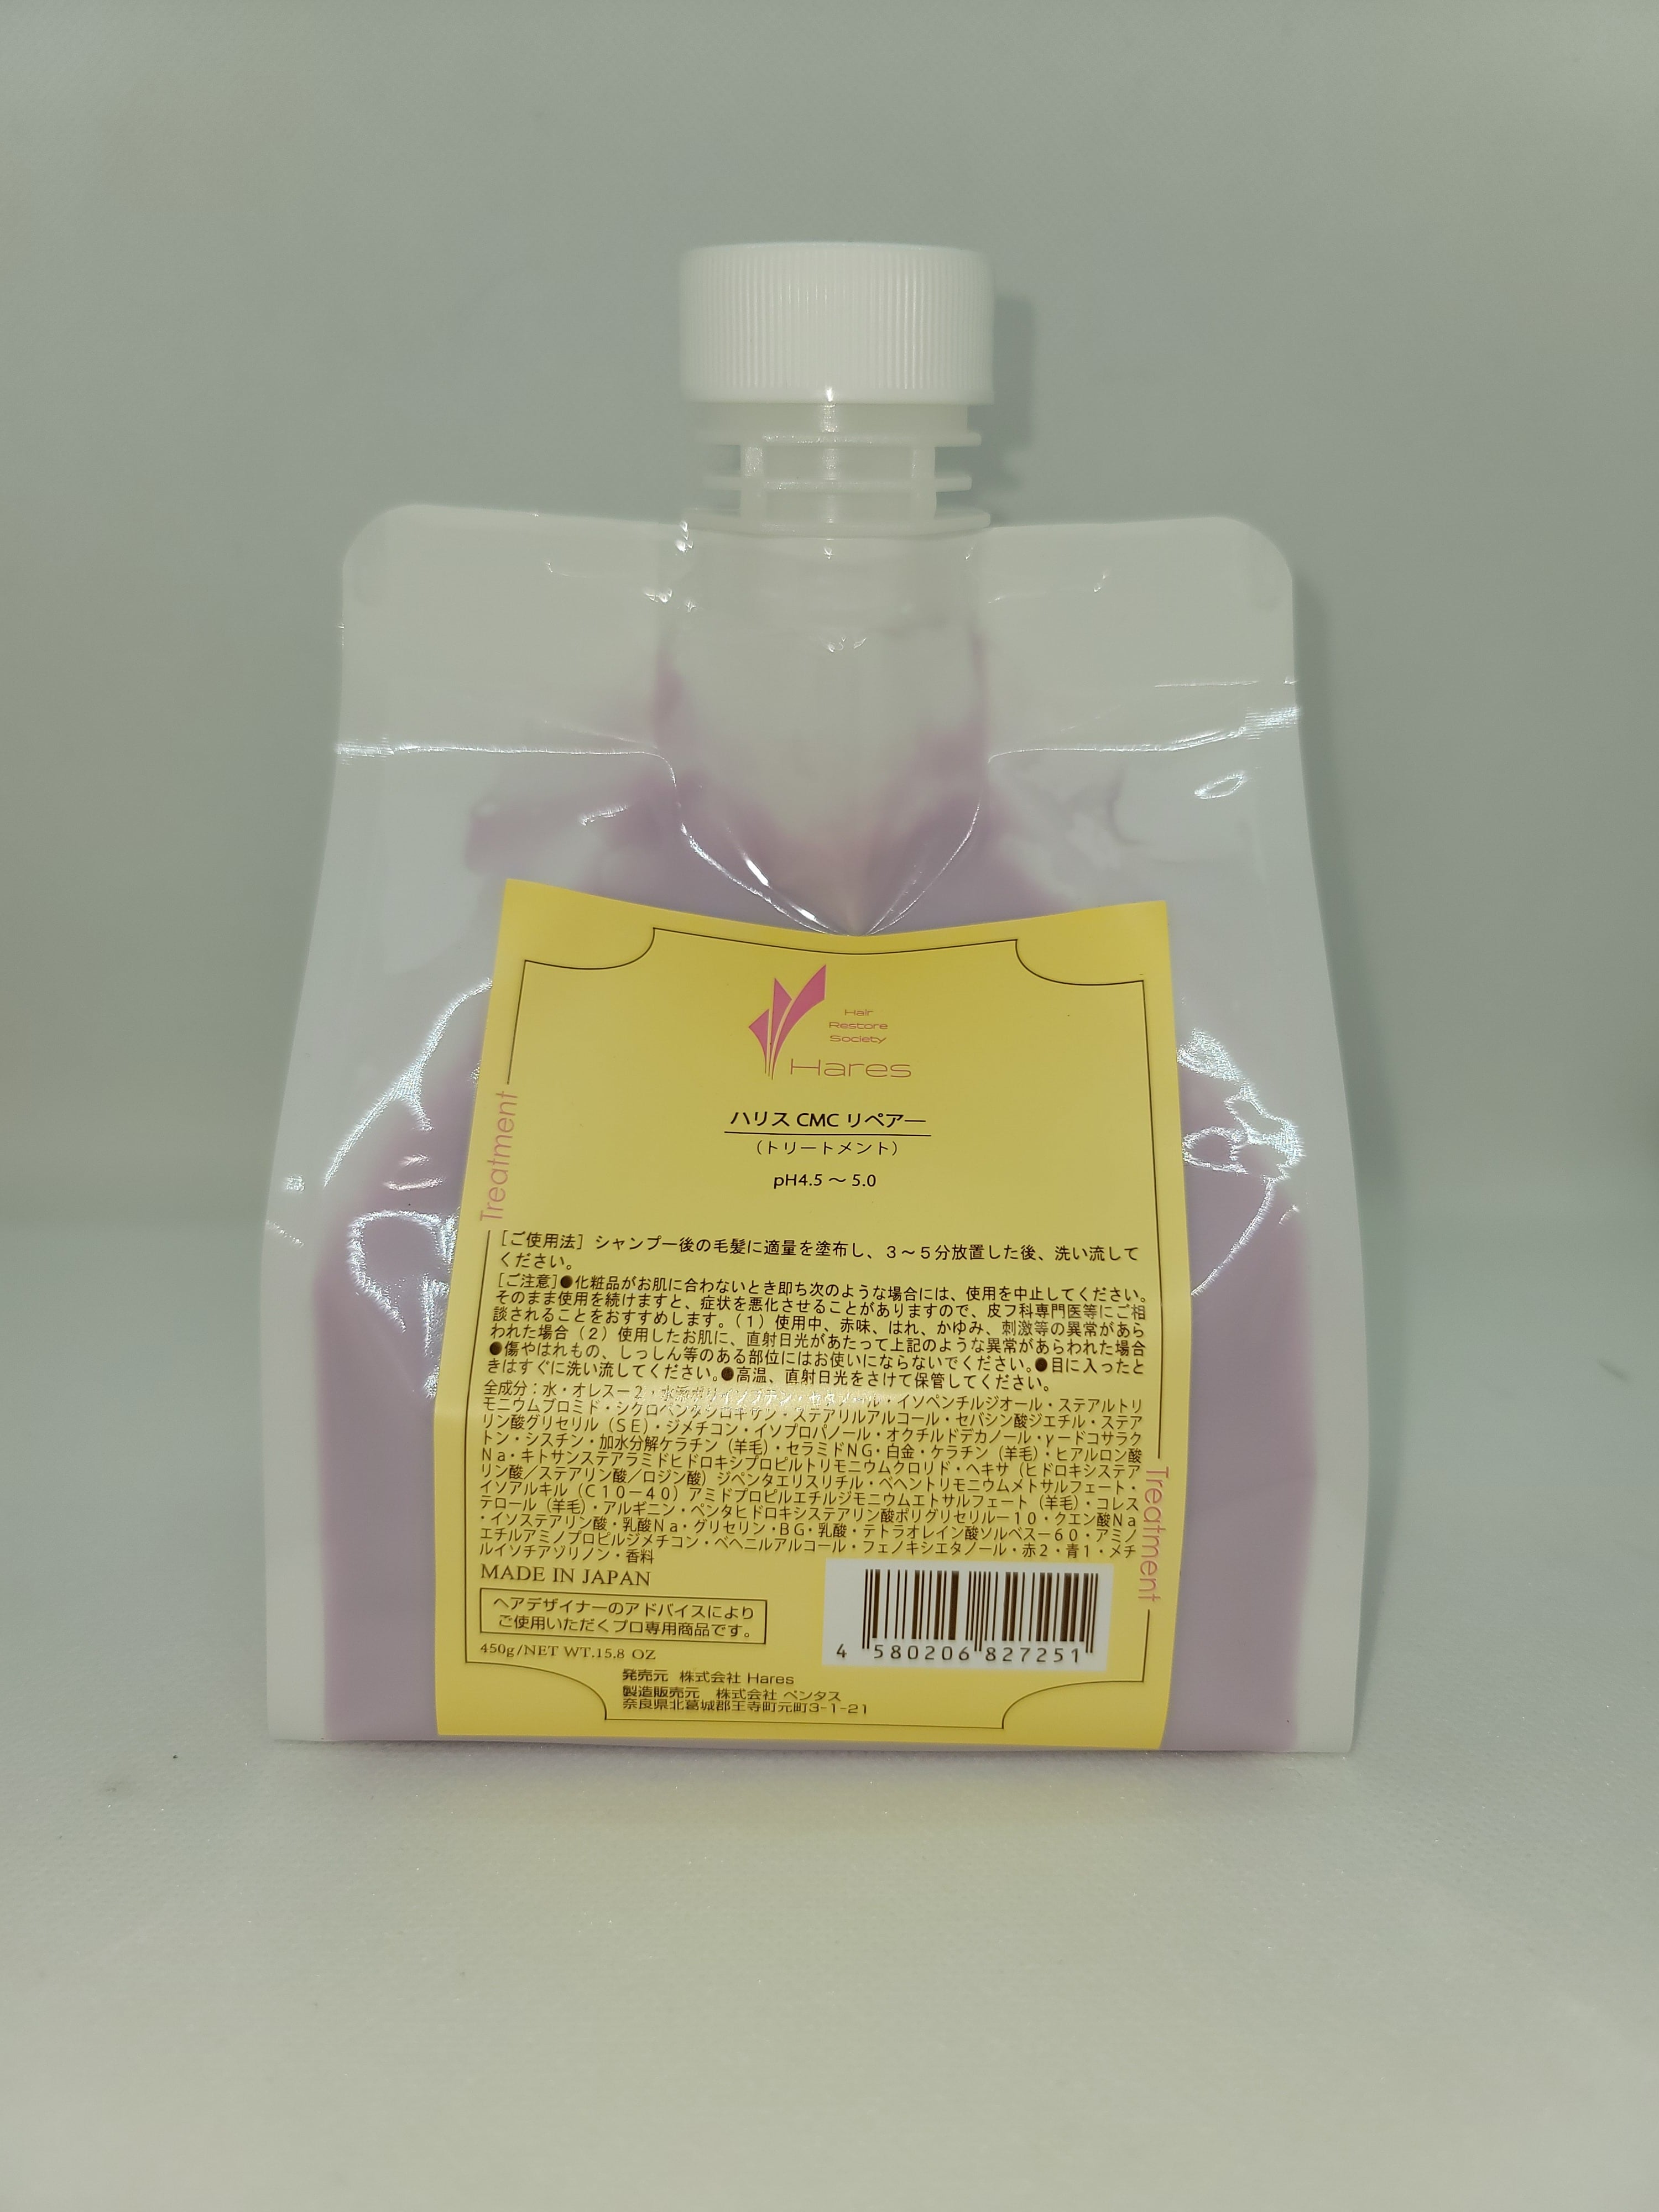 Hair
Restore
Society
Hares
ハリス CMC リペアー
（トリートメント）
pH4.5 〜 5.0
Treatment
［ご使用法］シャンプー後の毛髪に適量を塗布し、３〜５分放置した後、洗い流して
ください。
［ご注意］●化粧品がお肌に合わないとき即ち次のような場合には、使用を中止してください。
そのまま使用を続けますと、症状を悪化させることがありますので、皮フ科専門医等にご相
談されることをおすすめします。（１）使用中、赤味、はれ、かゆみ、刺激等の異常があら
われた場合（２）使用したお肌に、直射日光があたって上記のような異常があらわれた場合
●傷やはれもの、しっしん等のある部位にはお使いにならないでください。●目に入ったと
きはすぐに洗い流してください。●高温、直射日光をさけて保管してください。
全成分：水・オレス－２・水添ポリイソブテン・セタノール・イソペンチルジオール・ステアルトリ
モニウムブロミド・シクロペンタシロキサン・ステアリルアルコール・セバシン酸ジエチル・ステア
リン酸グリセリル（ＳＥ）・ジメチコン・イソプロパノール・オクチルドデカノール・γ－ドコサラク
トン・シスチン・加水分解ケラチン（羊毛）・セラミドＮＧ・白金・ケラチン（羊毛）・ヒアルロン酸
Ｎａ・キトサンステアラミドヒドロキシプロピルトリモニウムクロリド・ヘキサ（ヒドロキシステア
リン酸／ステアリン酸／ロジン酸）ジペンタエリスリチル・ベヘントリモニウムメトサルフェート・
イソアルキル（Ｃ１０－４０）アミドプロピルエチルジモニウムエトサルフェート（羊毛）・コレス
テロール（羊毛）・アルギニン・ペンタヒドロキシステアリン酸ポリグリセリル－１０・クエン酸Ｎａ
・イソステアリン酸・乳酸Ｎａ・グリセリン・ＢＧ・乳酸・テトラオレイン酸ソルベス－６０・アミノ
エチルアミノプロピルジメチコン・ベヘニルアルコール・フェノキシエタノール・赤２・青１・メチ
ルイソチアゾリノン・香料
Treatment
MADE IN JAPAN
ヘアデザイナーのアドバイスにより
ご使用いただくプロ専用商品です。
450g/NET WT.15.8 OZ
4 580206 827251
発売元 株式会社 Hares
製造販売元 株式会社 ペンタス
奈良県北葛城郡王寺町元町3-1-21